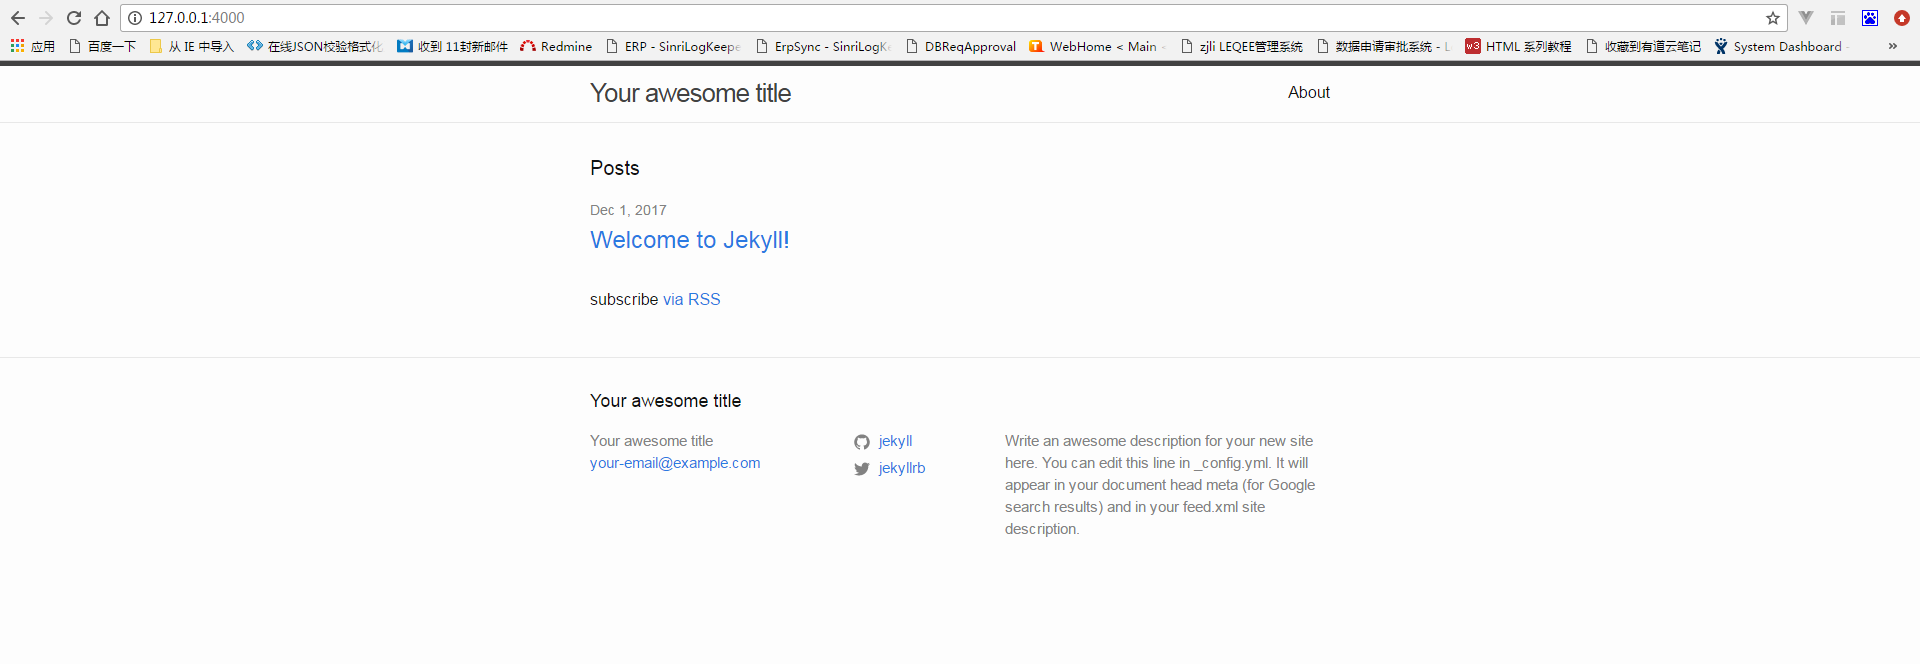 127.0.0.1:4000
应用 百度一下 从 IE 中导入 在线JSON校验格式化 收到 11封新邮件 Redmine ERP - SinriLogKeepe ErpSync - SinriLogK DBReqApproval WebHome < Main zjli LEQEE管理系统 数据申请审批系统 - L w3 HTML 系列教程 收藏到有道云笔记 System Dashboard »
Your awesome title About
Posts
Dec 1, 2017
Welcome to Jekyll!
subscribe via RSS
Your awesome title
Your awesome title
your-email@example.com
jekyll
jekyllrb
Write an awesome description for your new site
here. You can edit this line in _config.yml. It will
appear in your document head meta (for Google
search results) and in your feed.xml site
description.